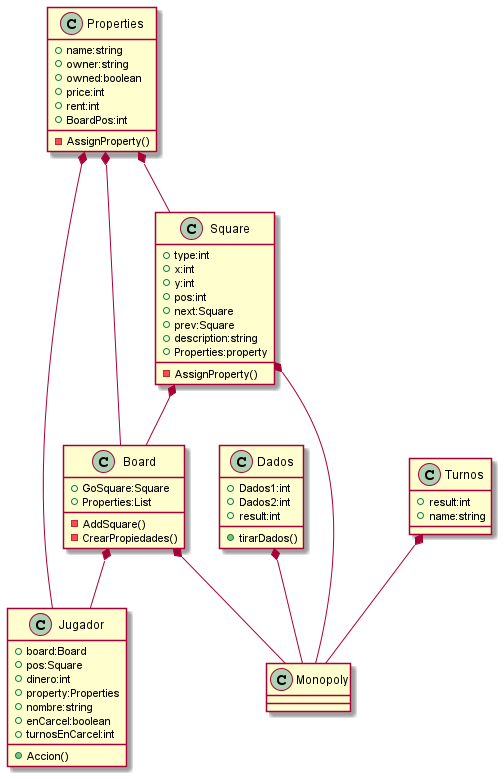 C Properties
name:string
owner:string
owned:boolean
price:int
rent:int
BoardPos:int
AssignProperty()
C Square
type:int
x:int
y:int
pos:int
next:Square
prev:Square
description:string
Properties:property
AssignProperty()
C Board
GoSquare:Square
Properties:List
AddSquare()
CrearPropiedades()
C Dados
Dados1:int
Dados2:int
result:int
tirarDados()
C Turnos
result:int
name:string
C Jugador
board:Board
pos:Square
dinero:int
property:Properties
nombre:string
enCarcel:boolean
turnosEnCarcel:int
Accion()
C Monopoly